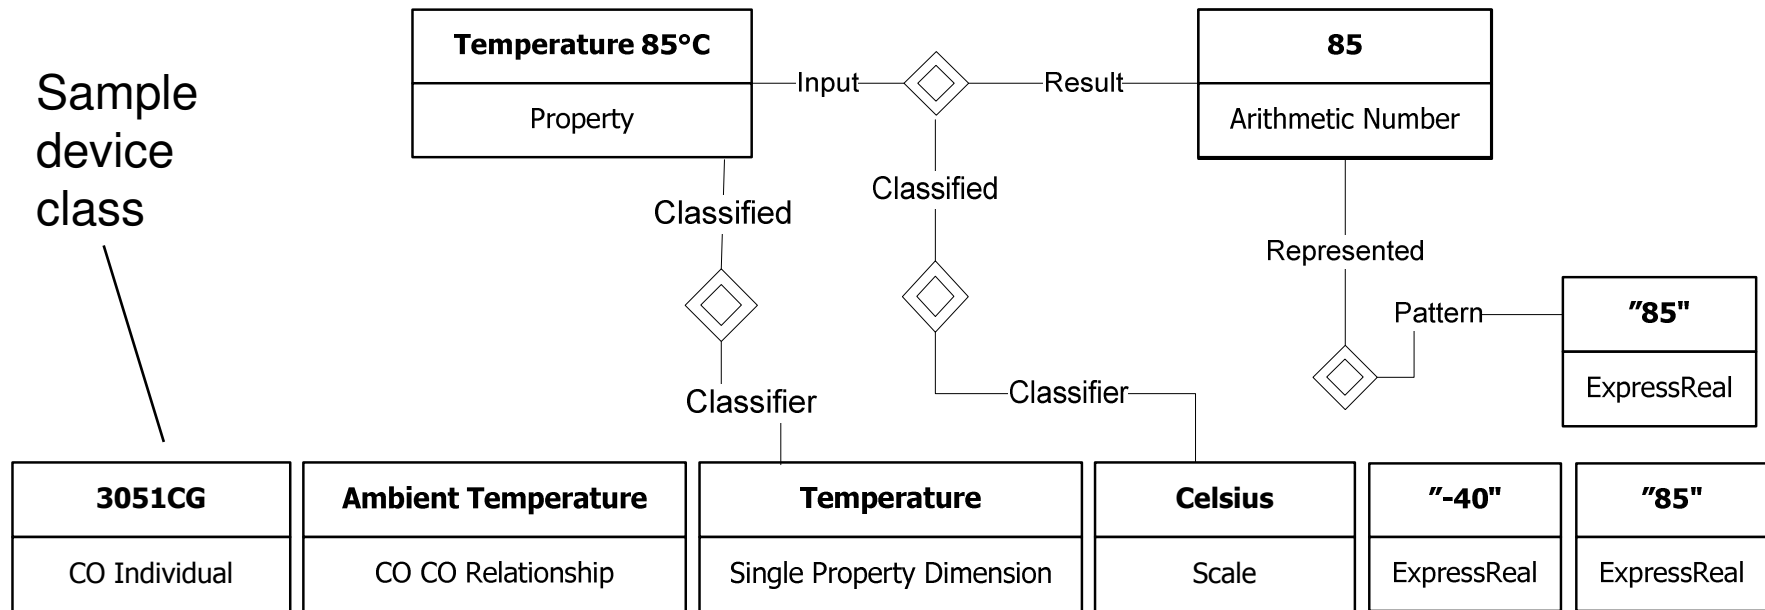 Sample
device
class
Temperature 85°C
Property
Input
Result
85
Arithmetic Number
Classified
Classified
Represented
Pattern
″85"
ExpressReal
Classifier
Classifier
3051CG
CO Individual
Ambient Temperature
CO CO Relationship
Temperature
Single Property Dimension
Celsius
Scale
″-40"
ExpressReal
″85"
ExpressReal